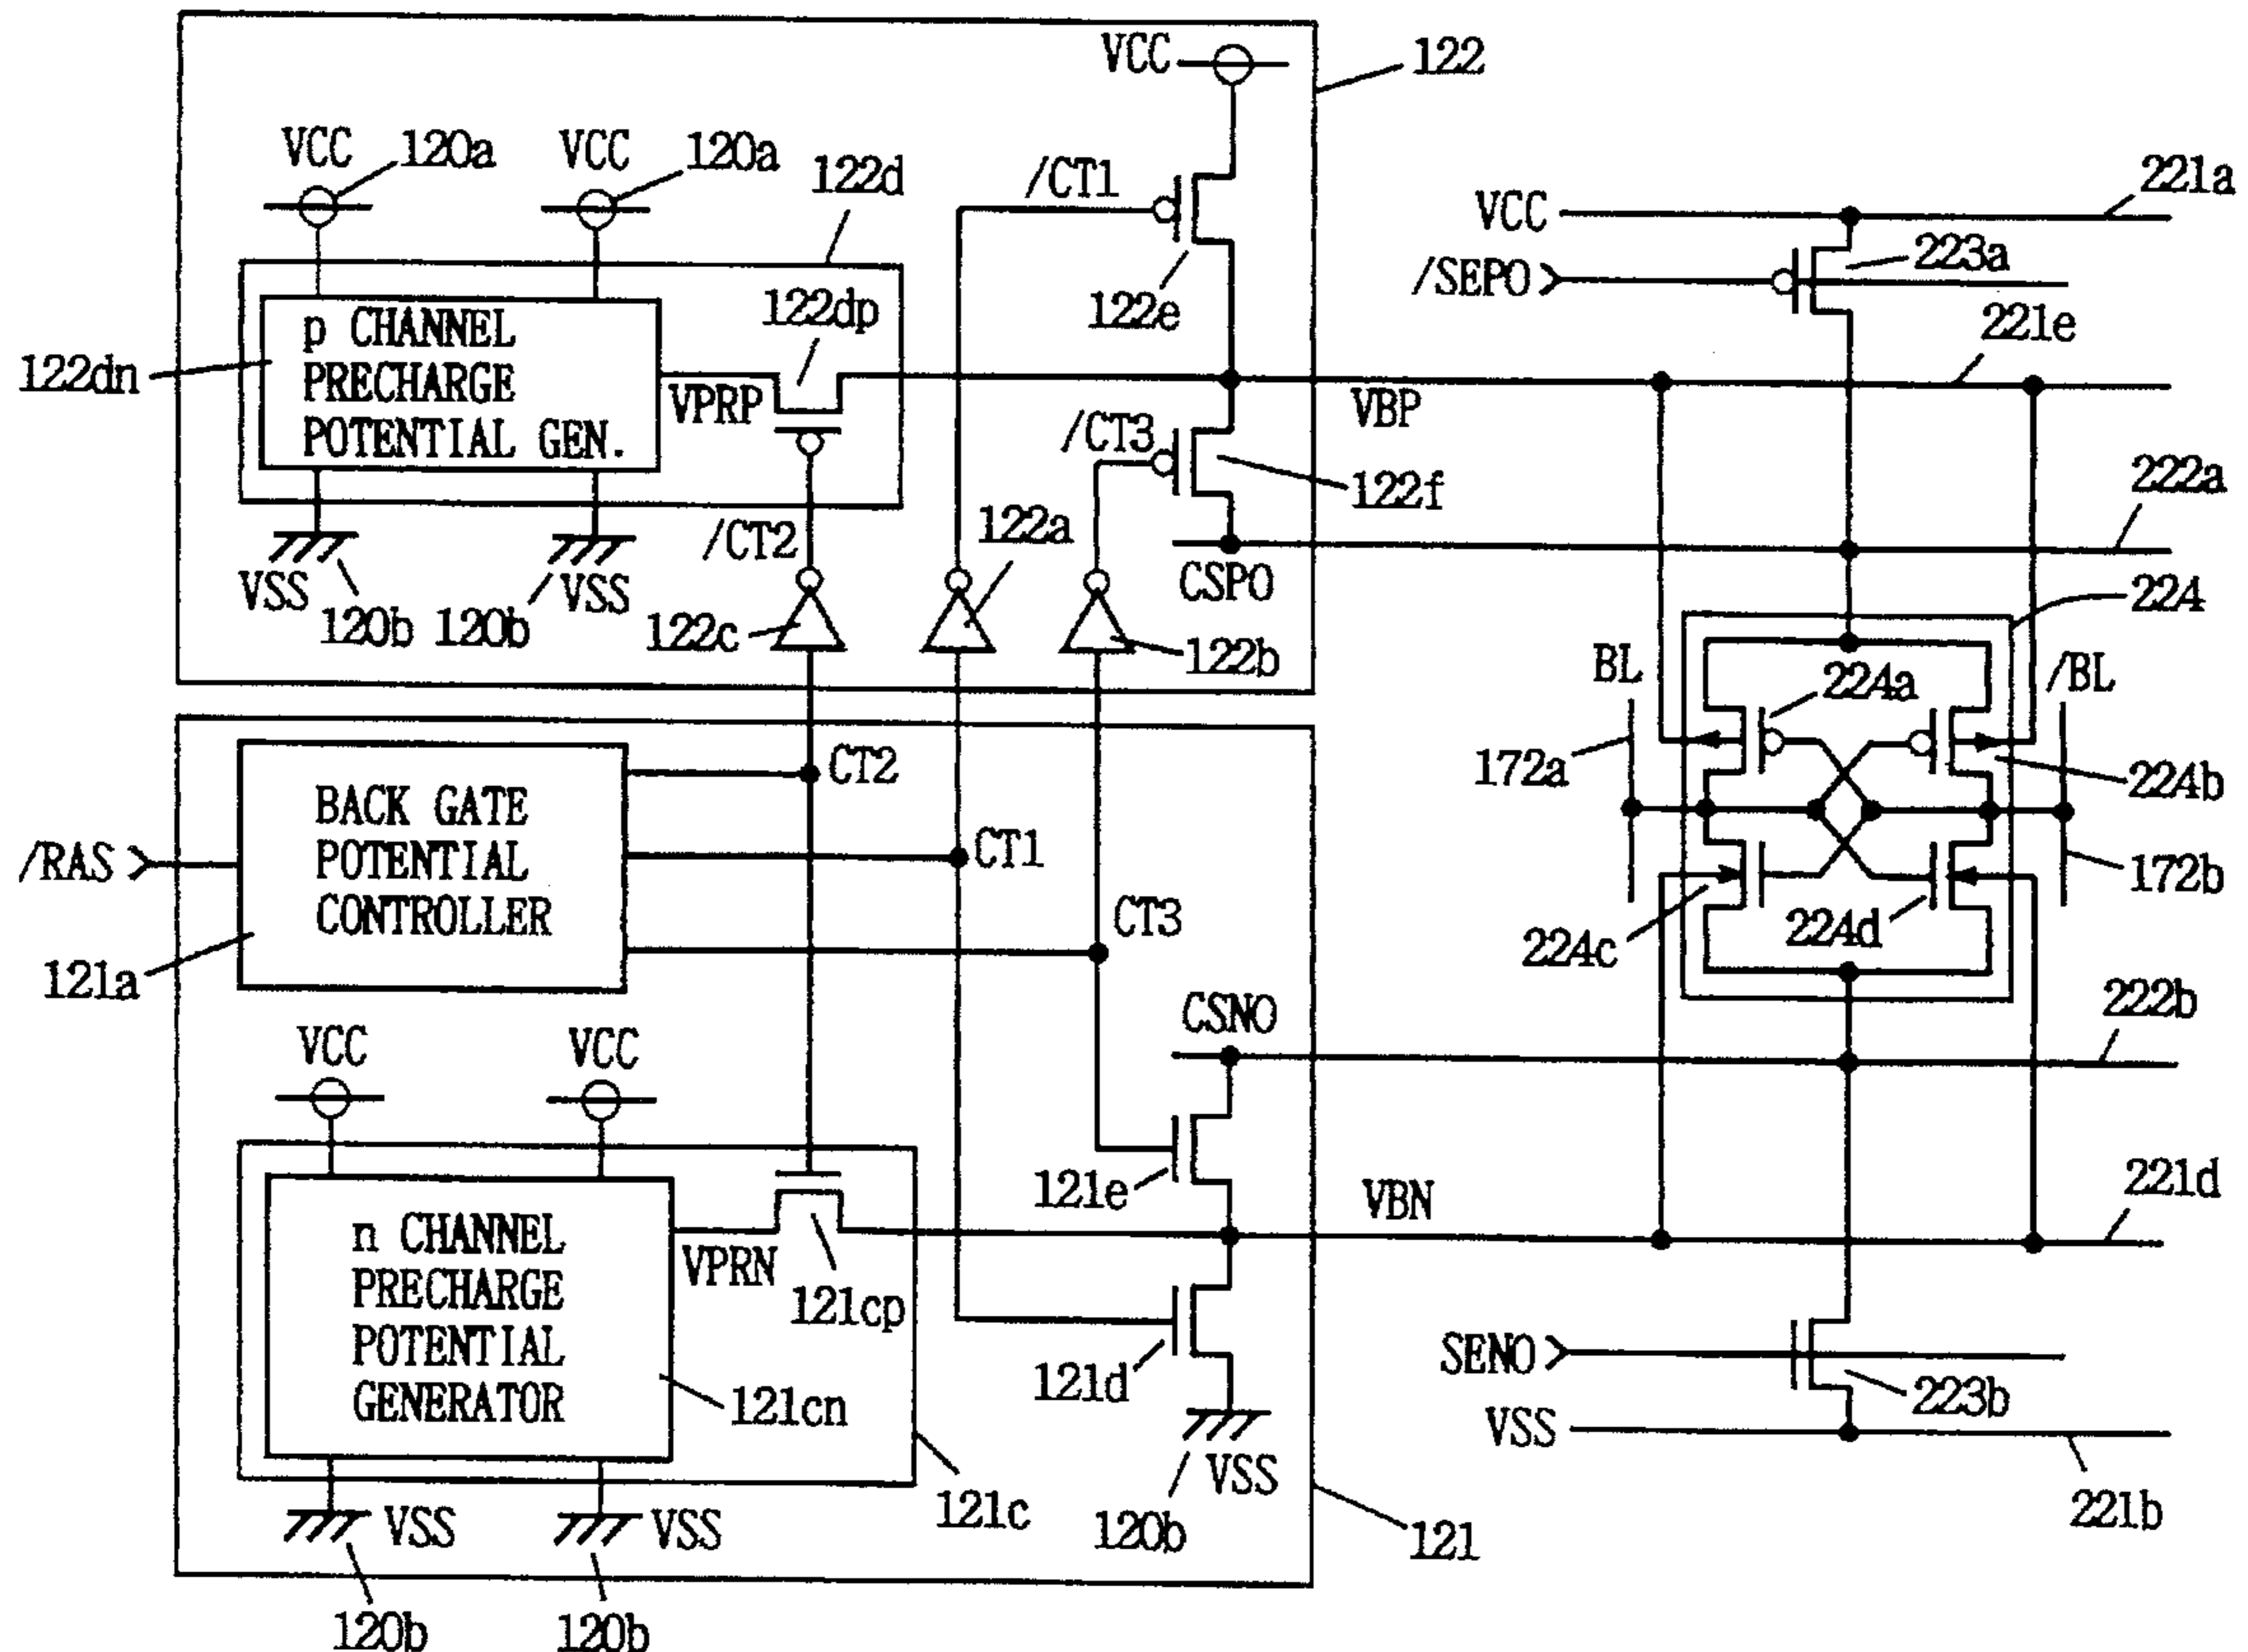 VCC
122
VCC
120a
VCC
120a
122d
/CT1
122e
VCC
221a
/SEPO
223a
221e
122dn
p CHANNEL
PRECHARGE
POTENTIAL GEN.
122dp
VPRP
VBP
/CT3
122f
222a
VSS
120b
120b
VSS
/CT2
122c
122a
122b
CSPO
224
BL
/BL
224a
224b
172a
172b
224c
224d
/RAS
BACK GATE
POTENTIAL
CONTROLLER
121a
CT2
CT1
CT3
CSNO
222b
VCC
VCC
n CHANNEL
PRECHARGE
POTENTIAL
GENERATOR
121cn
VPRN
121cp
121e
VBN
221d
121d
SENO
223b
VSS
221b
VSS
120b
121c
121
VSS
VSS
120b
120b